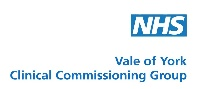 NHS
Vale of York
Clinical Commissioning Group